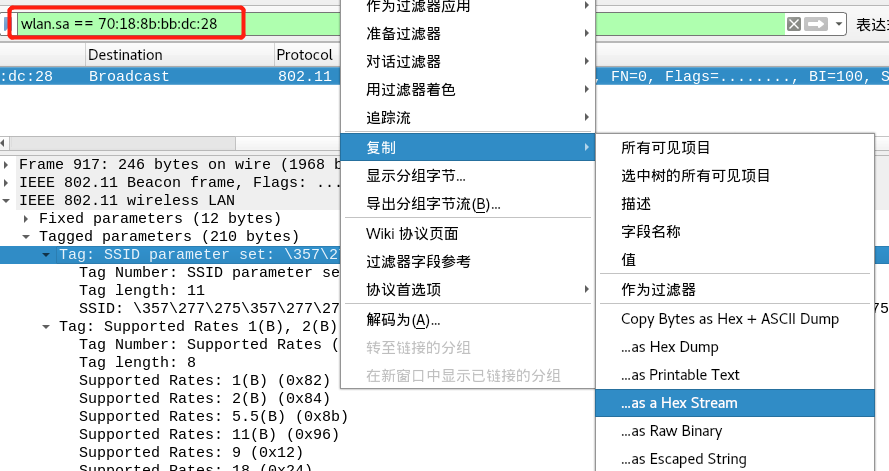 wlan.sa == 70:18:8b:bb:dc:28
表达
Destination Protocol
:dc:28 Broadcast 802.11 , FN=0, Flags=........, BI=100, S
作为过滤器应用
准备过滤器
对话过滤器
用过滤器着色
追踪流
复制
显示分组字节...
导出分组字节流(B)...
Wiki 协议页面
过滤器字段参考
协议首选项
解码为(A)...
转至链接的分组
在新窗口中显示已链接的分组
所有可见项目
选中树的所有可见项目
描述
字段名称
值
作为过滤器
Copy Bytes as Hex + ASCII Dump
...as Hex Dump
...as Printable Text
...as a Hex Stream
...as Raw Binary
...as Escaped String
Frame 917: 246 bytes on wire (1968 b
IEEE 802.11 Beacon frame, Flags: ...
IEEE 802.11 wireless LAN
Fixed parameters (12 bytes)
Tagged parameters (210 bytes)
Tag: SSID parameter set: \357\27
Tag Number: SSID parameter se
Tag length: 11
SSID: \357\277\275\357\277\27 75
Tag: Supported Rates 1(B), 2(B)
Tag Number: Supported Rates (
Tag length: 8
Supported Rates: 1(B) (0x82)
Supported Rates: 2(B) (0x84)
Supported Rates: 5.5(B) (0x8b)
Supported Rates: 11(B) (0x96)
Supported Rates: 9 (0x12)
Supported Rates: 18 (0x24)